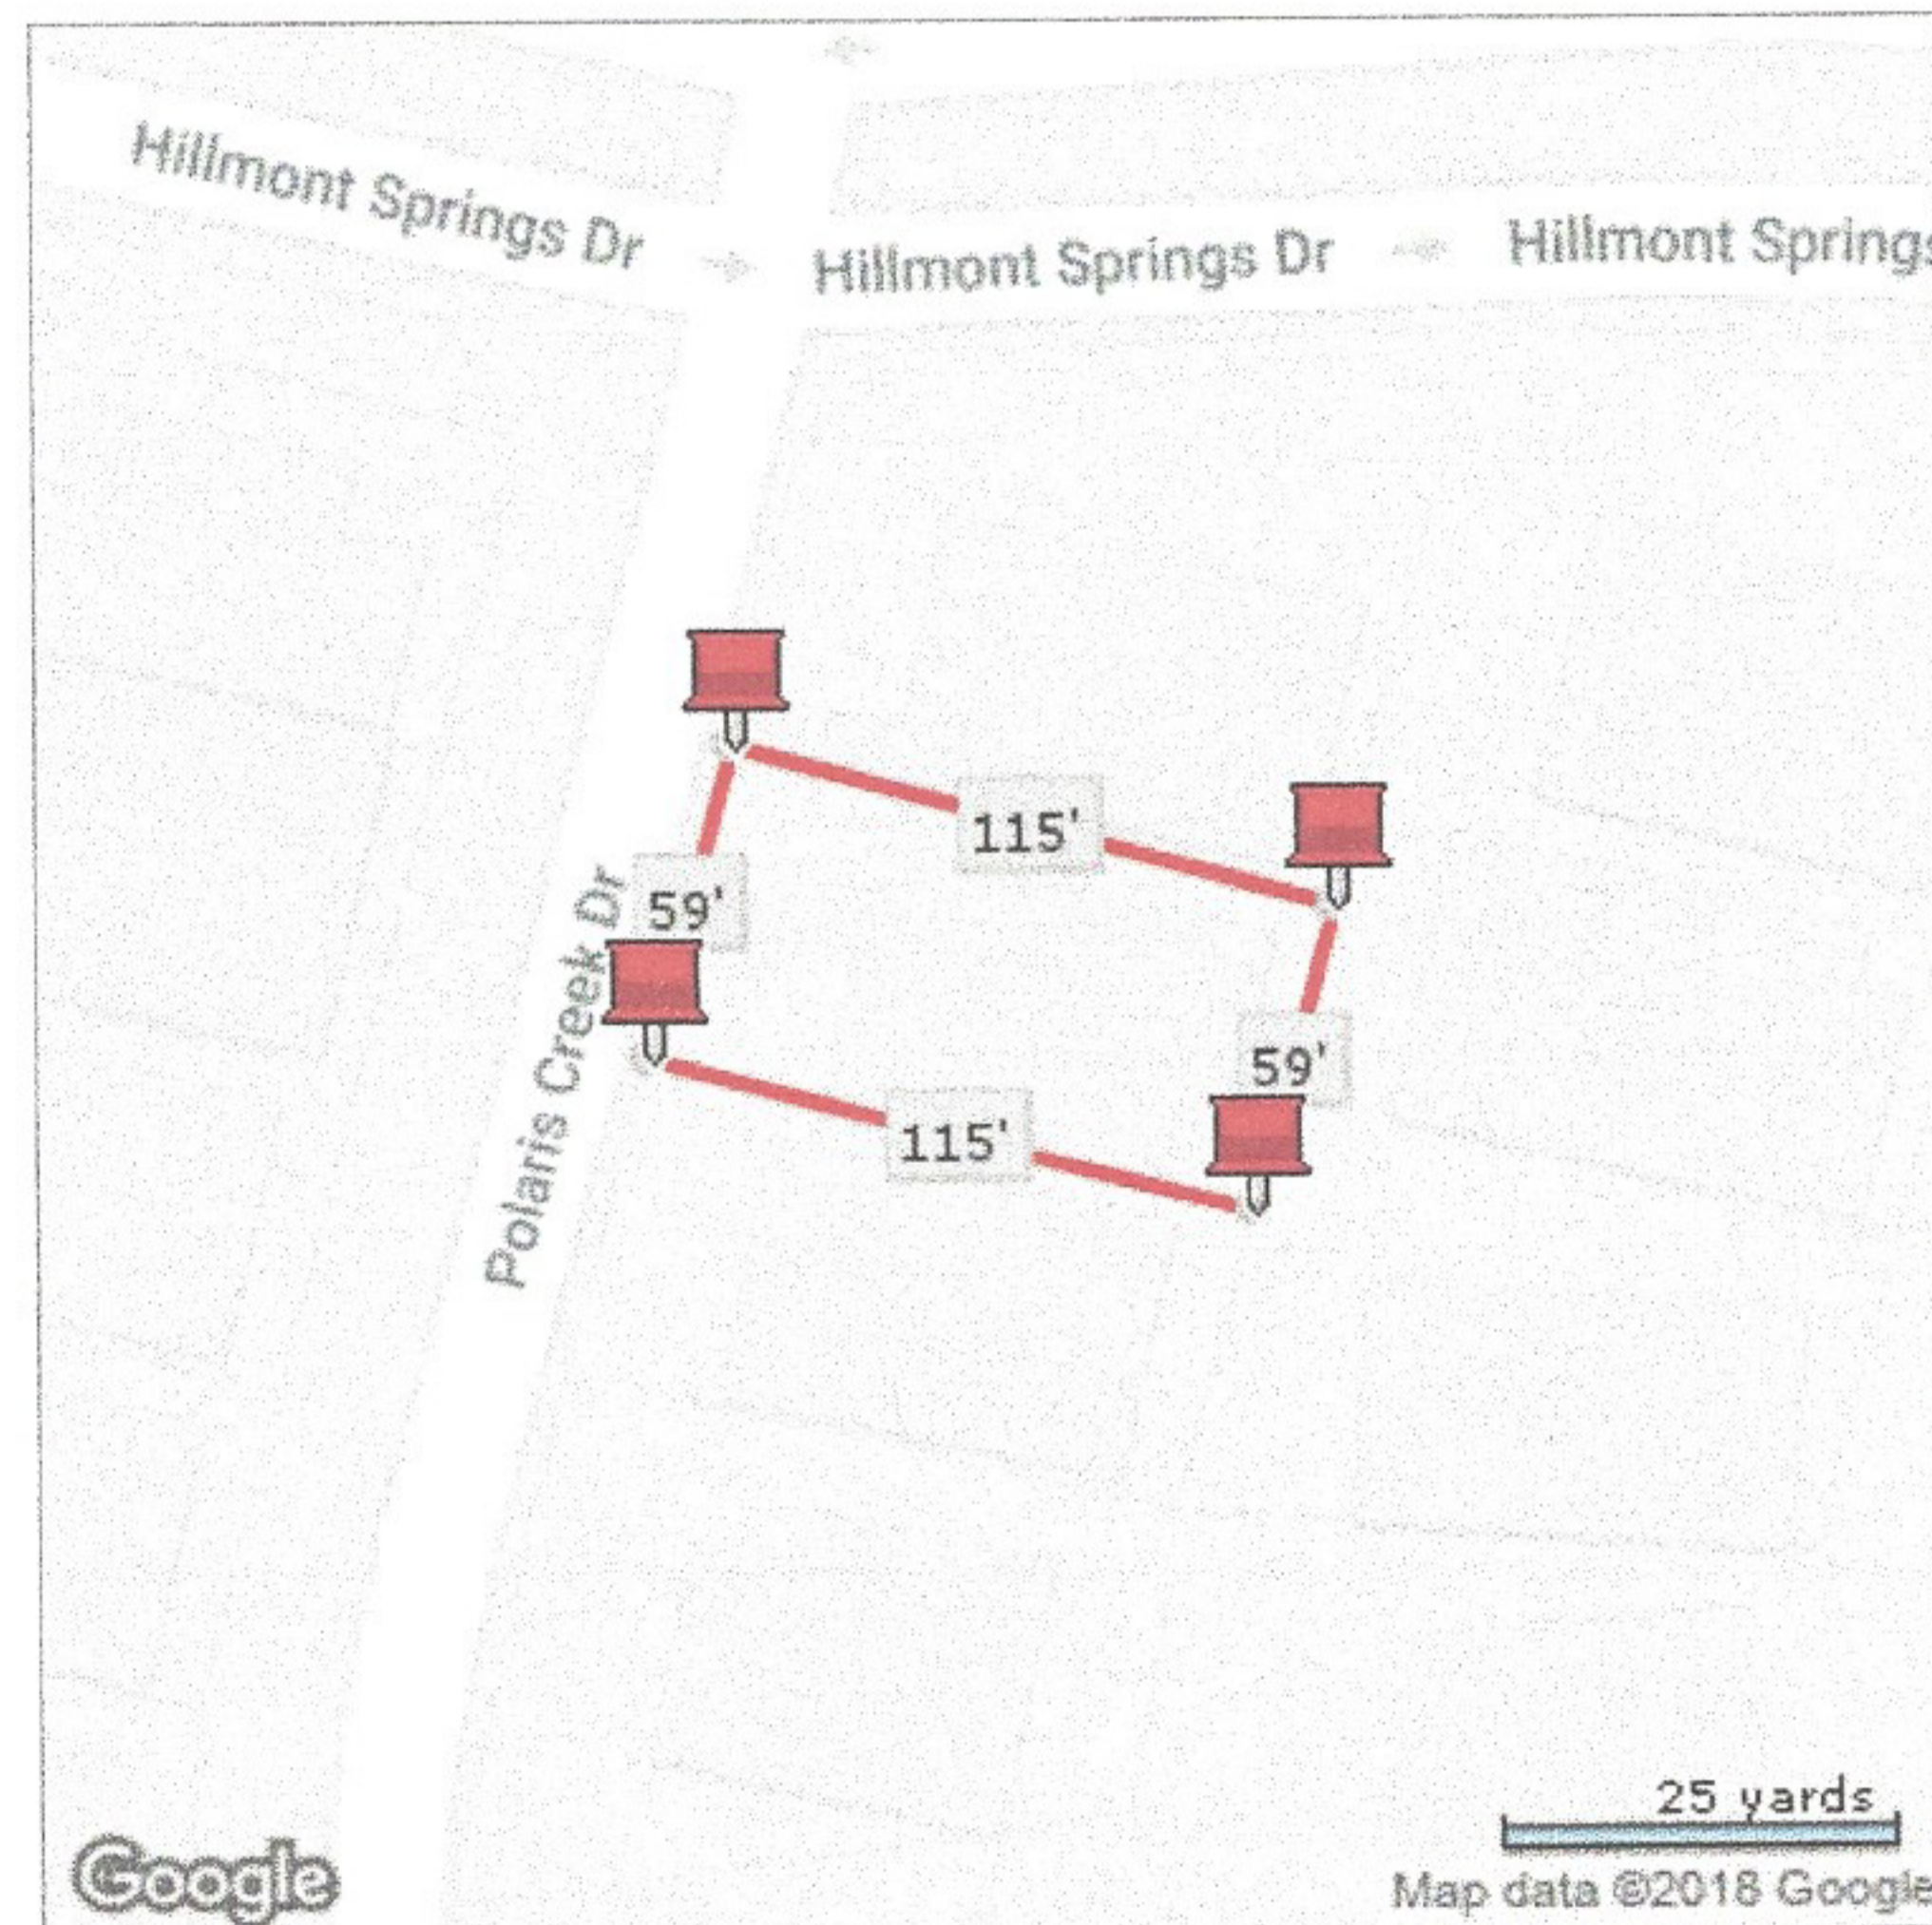 Hillmont Springs Dr
Hillmont Springs Dr
Hillmont Springs
115'
59'
Polaris Creek Dr
59'
115'
25 yards
Google
Map data ©2018 Google